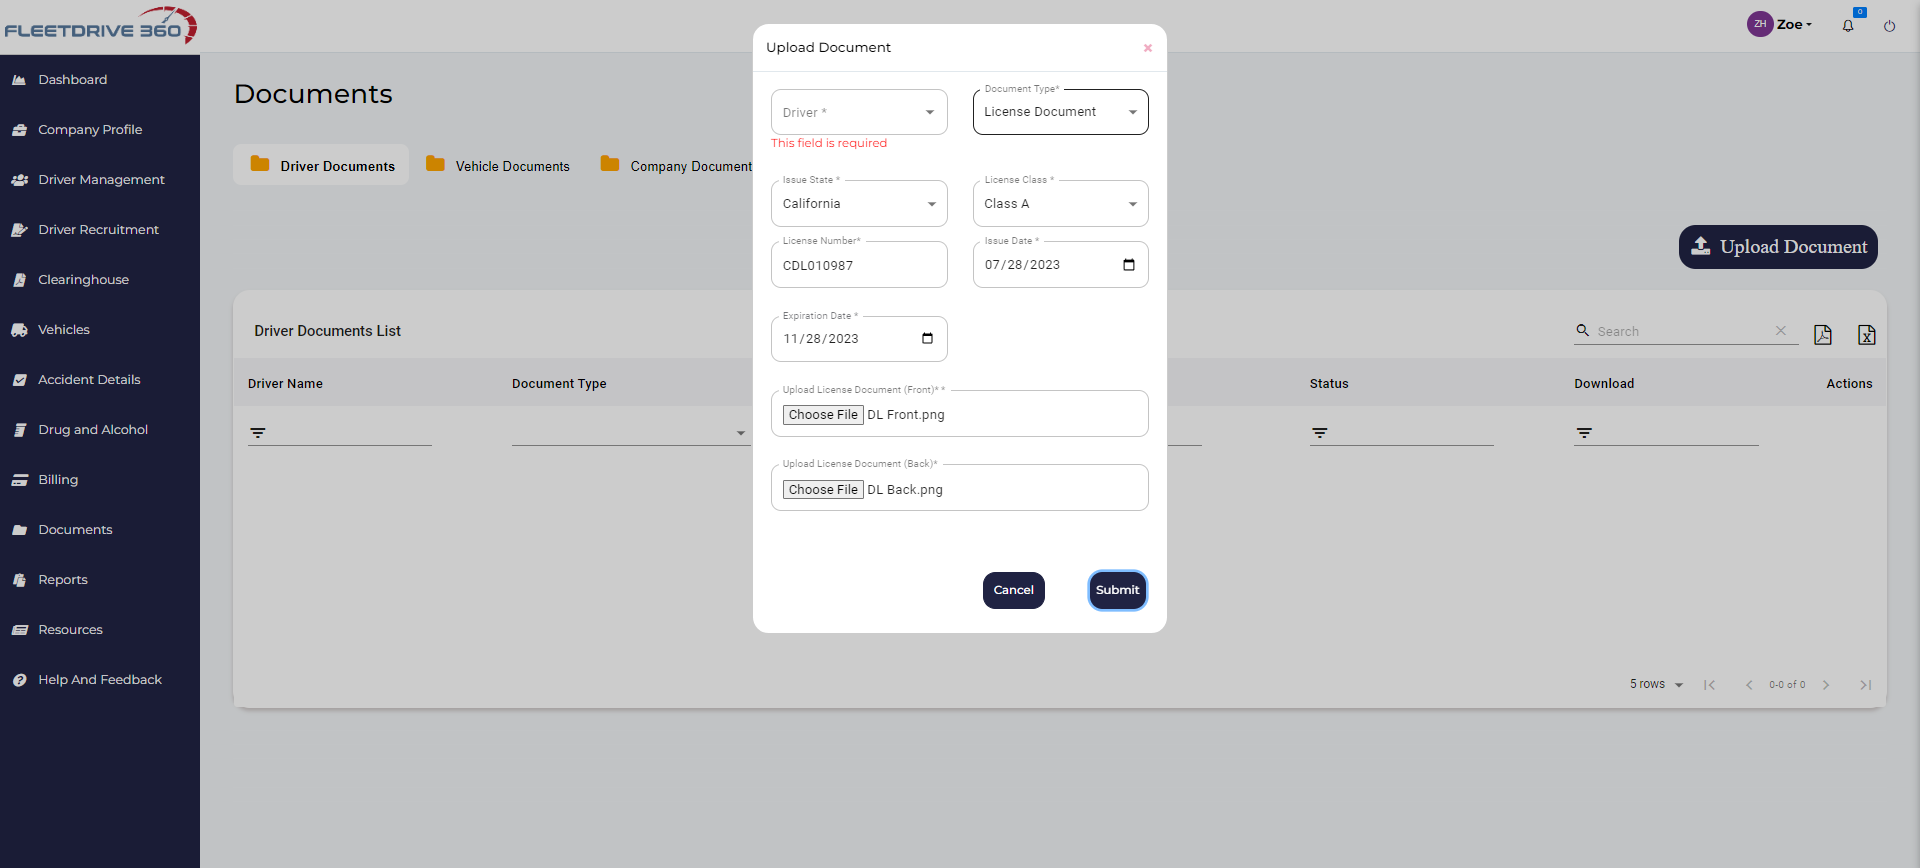 FLEETDRIVE 360
ZH Zoe
0
Dashboard
Company Profile
Driver Management
Driver Recruitment
Clearinghouse
Vehicles
Accident Details
Drug and Alcohol
Billing
Documents
Reports
Resources
Help And Feedback
Documents
Driver Documents
Vehicle Documents
Company Document
Upload Document
Driver Documents List
Search
Driver Name
Document Type
Status
Download
Actions
5 rows
0-0 of 0
Upload Document
Driver *
This field is required
Document Type*
License Document
Issue State *
California
License Class *
Class A
License Number*
CDL010987
Issue Date *
07/28/2023
Expiration Date *
11/28/2023
Upload License Document (Front)* *
Choose File DL Front.png
Upload License Document (Back)*
Choose File DL Back.png
Cancel
Submit